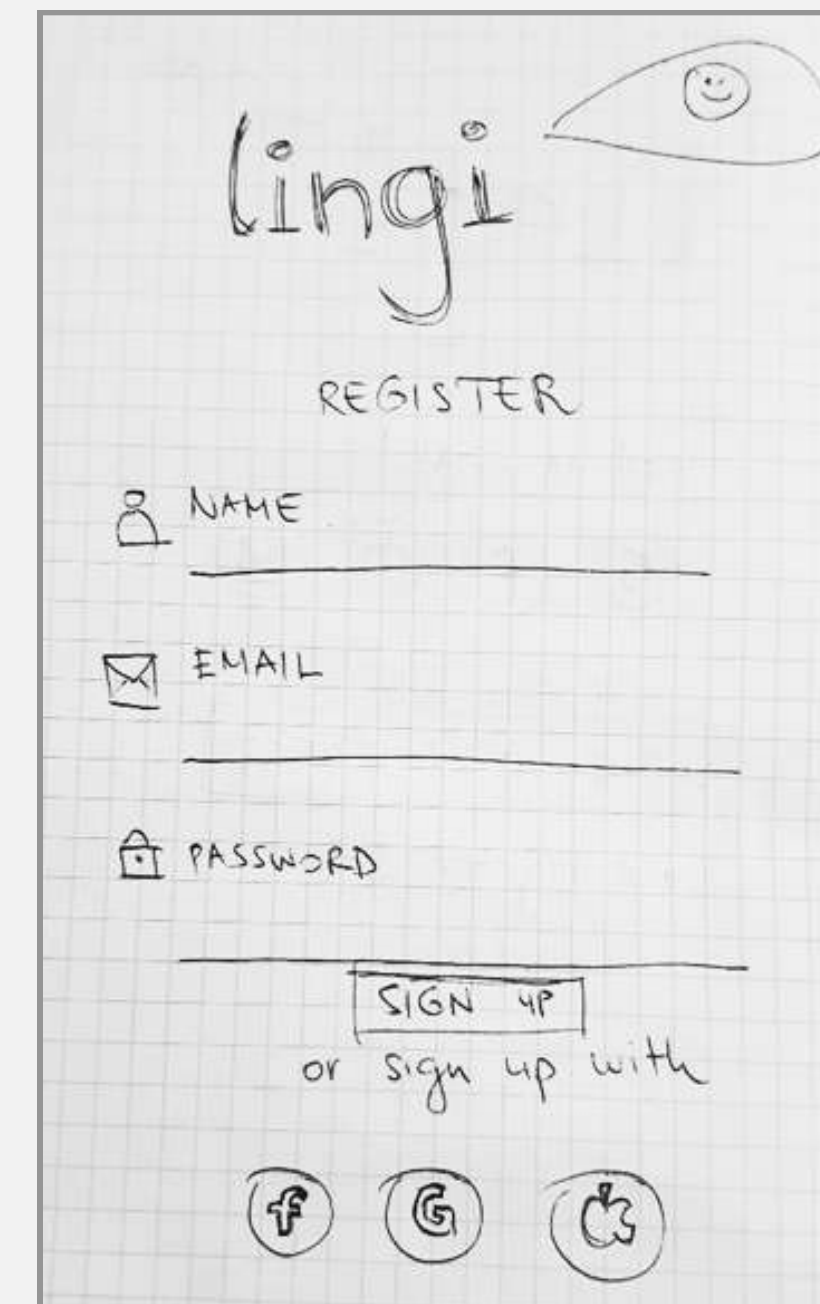 lingi
REGISTER
NAME
EMAIL
PASSWORD
SIGN UP
or sign up with
f G